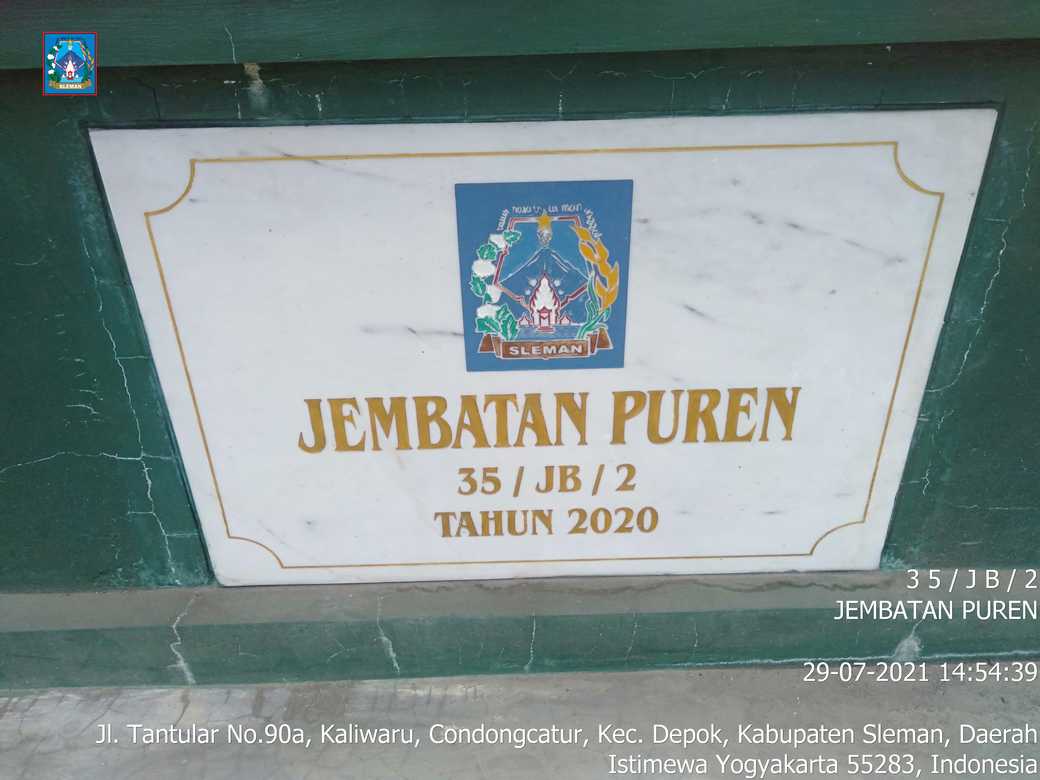 SLEMAN
SLEMAN
JEMBATAN PUREN
35 / JB / 2
TAHUN 2020
3 5 / J B / 2
JEMBATAN PUREN
29-07-2021 14:54:39
Jl. Tantular No.90a, Kaliwaru, Condongcatur, Kec. Depok, Kabupaten Sleman, Daerah
Istimewa Yogyakarta 55283, Indonesia